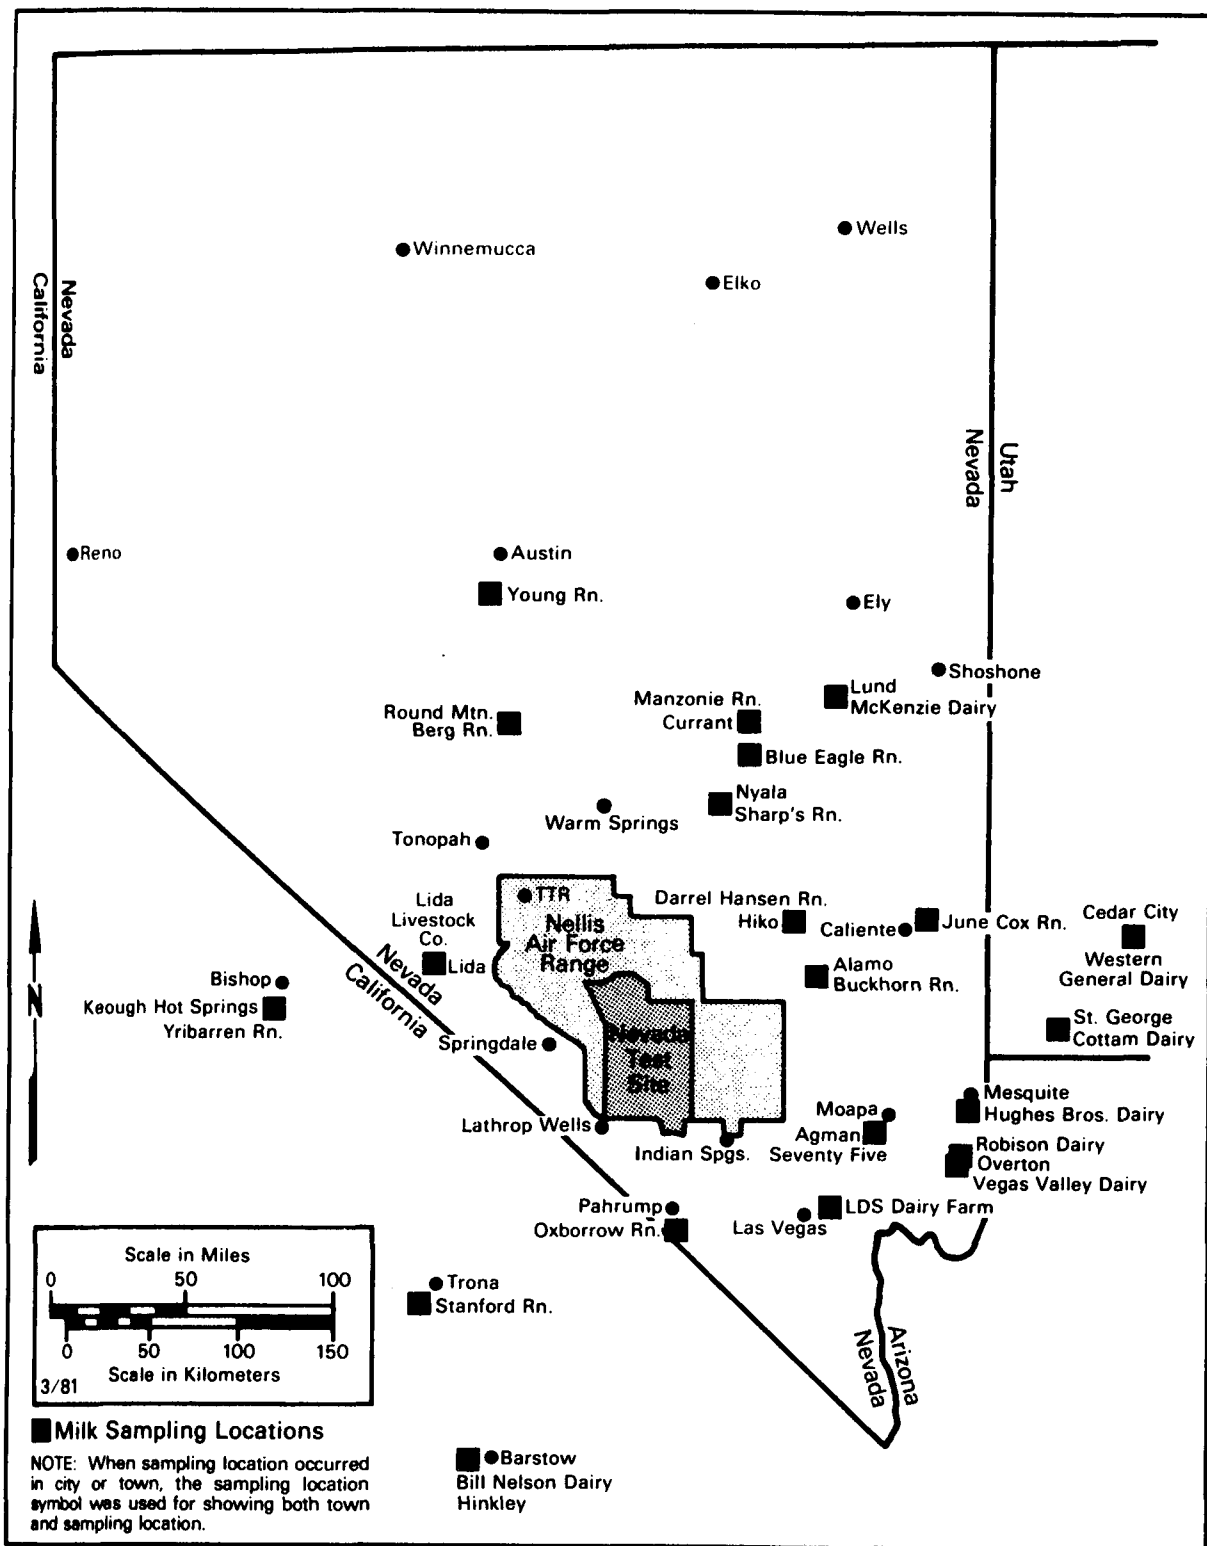 Winnemucca
Wells
Elko
Nevada
California
Utah
Nevada
Reno
Austin
Young Rn.
Ely
Shoshone
Lund
McKenzie Dairy
Manzonie Rn.
Currant
Round Mtn.
Berg Rn.
Blue Eagle Rn.
Nyala
Sharp's Rn.
Warm Springs
Tonopah
TTR
Nellis
Air Force
Range
Lida
Livestock
Co.
Lida
Darrel Hansen Rn.
Hiko
Caliente
June Cox Rn.
Cedar City
Western
General Dairy
Alamo
Buckhorn Rn.
Nevada
California
Bishop
Keough Hot Springs
Yribarren Rn.
St. George
Cottam Dairy
Springdale
Nevada
Test
Site
N
Mesquite
Hughes Bros. Dairy
Moapa
Agman
Seventy Five
Lathrop Wells
Indian Spgs.
Robison Dairy
Overton
Vegas Valley Dairy
Pahrump
Oxborrow Rn.
LDS Dairy Farm
Las Vegas
Scale in Miles
0 50 100
0 50 100 150
Scale in Kilometers
3/81
Trona
Stanford Rn.
Arizona
Nevada
Milk Sampling Locations
NOTE: When sampling location occurred
in city or town, the sampling location
symbol was used for showing both town
and sampling location.
Barstow
Bill Nelson Dairy
Hinkley